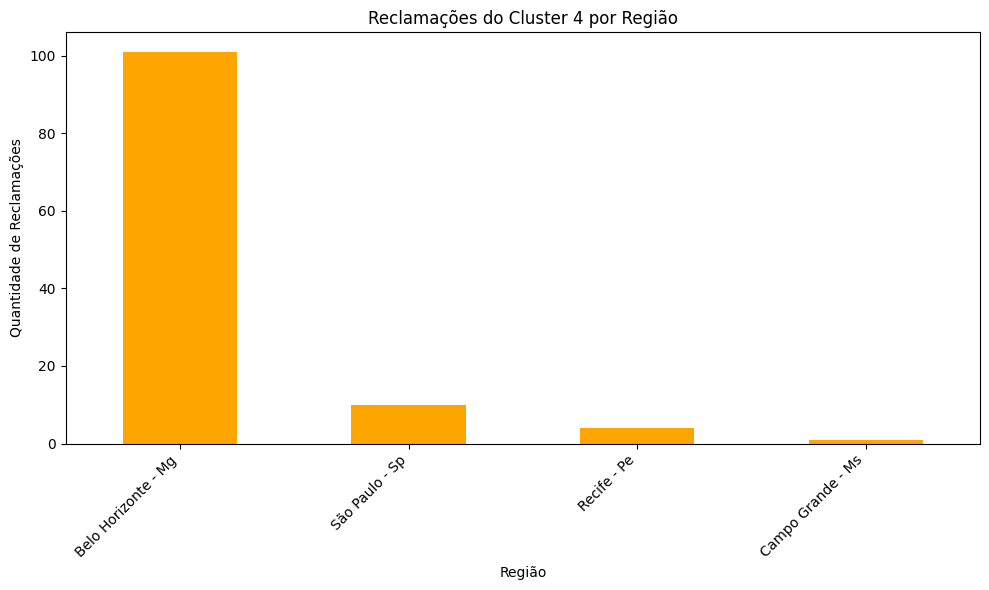 Reclamações do Cluster 4 por Região
Quantidade de Reclamações
100
80
60
40
20
0
Belo Horizonte - Mg
São Paulo - Sp
Recife - Pe
Campo Grande - Ms
Região